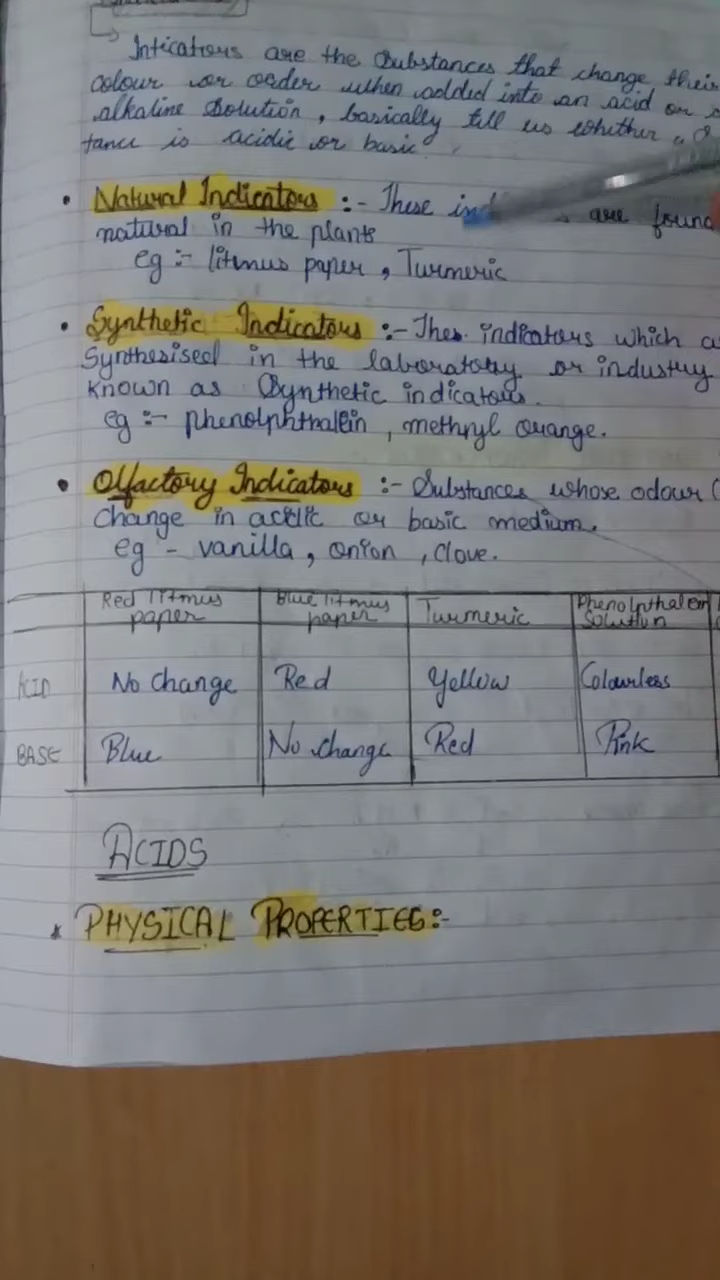 Inticators are the Substances that change their
colour or oeder when added into an acid or
alkaline Solution, basically till us whether
tance is acidic or basic.
• Natural Indicators :- These are found
natural in the plants
eg :- litmus paper, Turmeric
• Synthetic Indicators :- Thes. indicators which
Synthesised in the laboratory or industry
known as Synthetic indicators.
eg :- phenolphthalein, methyl orange.
• Olfactory Indicators :- Substances whose odour
change in acidic or basic medium.
eg - vanilla, onion, clove.
Red litmus paper Blue litmus paper Turmeric Phenolphthalein Solution
ACID No change Red Yellow Colourless
BASE Blue No change Red Pink
ACIDS
* PHYSICAL PROPERTIES:-